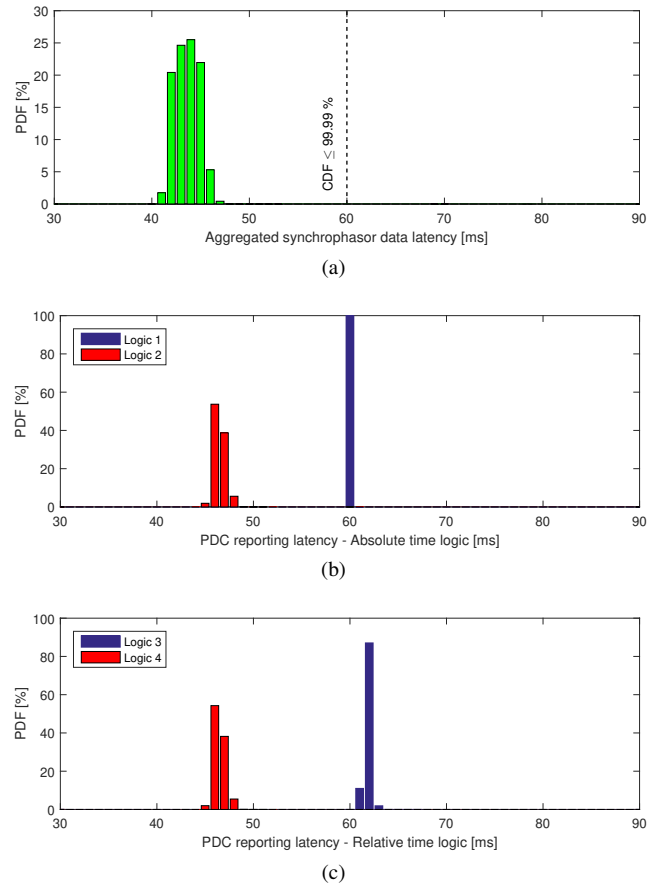 30
25
20
15
10
5
0
PDF [%]
CDF ≤ 99.99 %
30 40 50 60 70 80 90
Aggregated synchrophasor data latency [ms]
(a)
100
80
60
40
20
0
PDF [%]
Logic 1
Logic 2
30 40 50 60 70 80 90
PDC reporting latency - Absolute time logic [ms]
(b)
100
80
60
40
20
0
PDF [%]
Logic 3
Logic 4
30 40 50 60 70 80 90
PDC reporting latency - Relative time logic [ms]
(c)